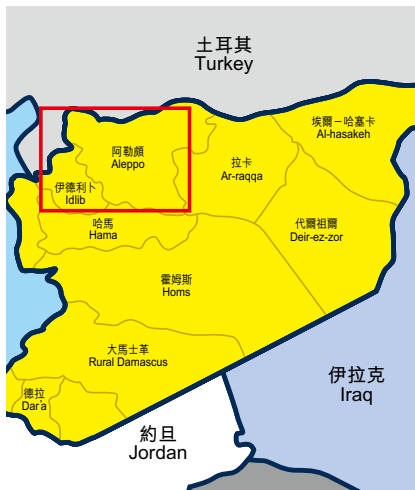 土耳其
Turkey
埃爾－哈塞卡
Al-hasakeh
阿勒頗
Aleppo
拉卡
Ar-raqqa
伊德利卜
Idlib
哈馬
Hama
代爾祖爾
Deir-ez-zor
霍姆斯
Homs
大馬士革
Rural Damascus
德拉
Dar'a
伊拉克
Iraq
約旦
Jordan